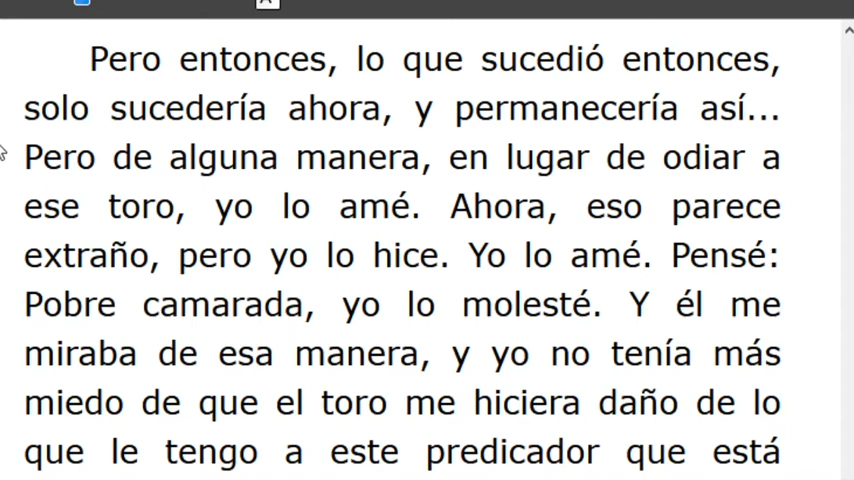 Pero entonces, lo que sucedió entonces,
solo sucedería ahora, y permanecería así...
Pero de alguna manera, en lugar de odiar a
ese toro, yo lo amé. Ahora, eso parece
extraño, pero yo lo hice. Yo lo amé. Pensé:
Pobre camarada, yo lo molesté. Y él me
miraba de esa manera, y yo no tenía más
miedo de que el toro me hiciera daño de lo
que le tengo a este predicador que está